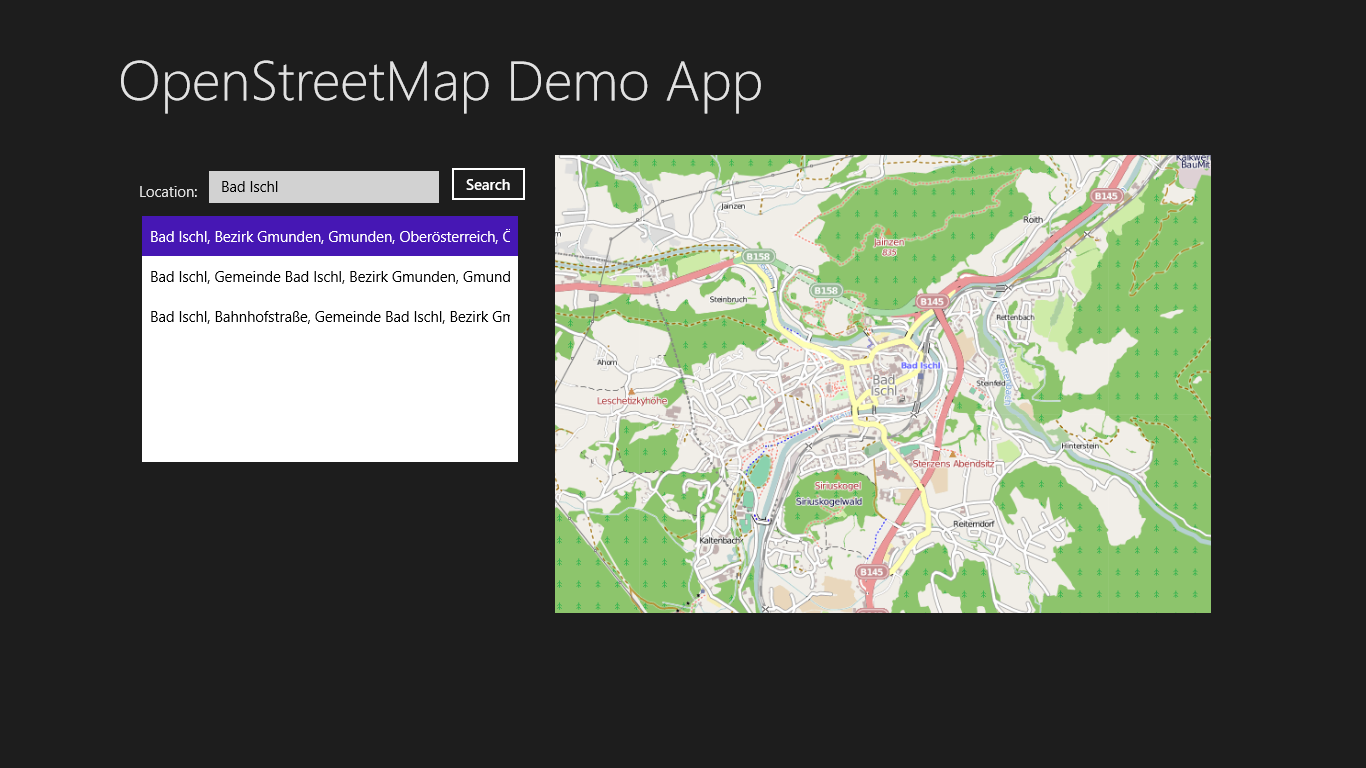 OpenStreetMap Demo App
Location:
Bad Ischl
Search
Bad Ischl, Bezirk Gmunden, Gmunden, Oberösterreich, Ö
Bad Ischl, Gemeinde Bad Ischl, Bezirk Gmunden, Gmund
Bad Ischl, Bahnhofstraße, Gemeinde Bad Ischl, Bezirk Gm
Kalkwer
BauMit
B145
Jainzen
Roith
Jainzen
835
B158
B158
Steinbruch
B145
Rettenbach
Ahorn
Bad Ischl
Bad
Ischl
Steinfeld
Leschetizkyhöhe
Hinterstein
Sterzens Abendsitz
Siriuskogel
Siriuskogelwald
Reiterndorf
Kaltenbach
B145